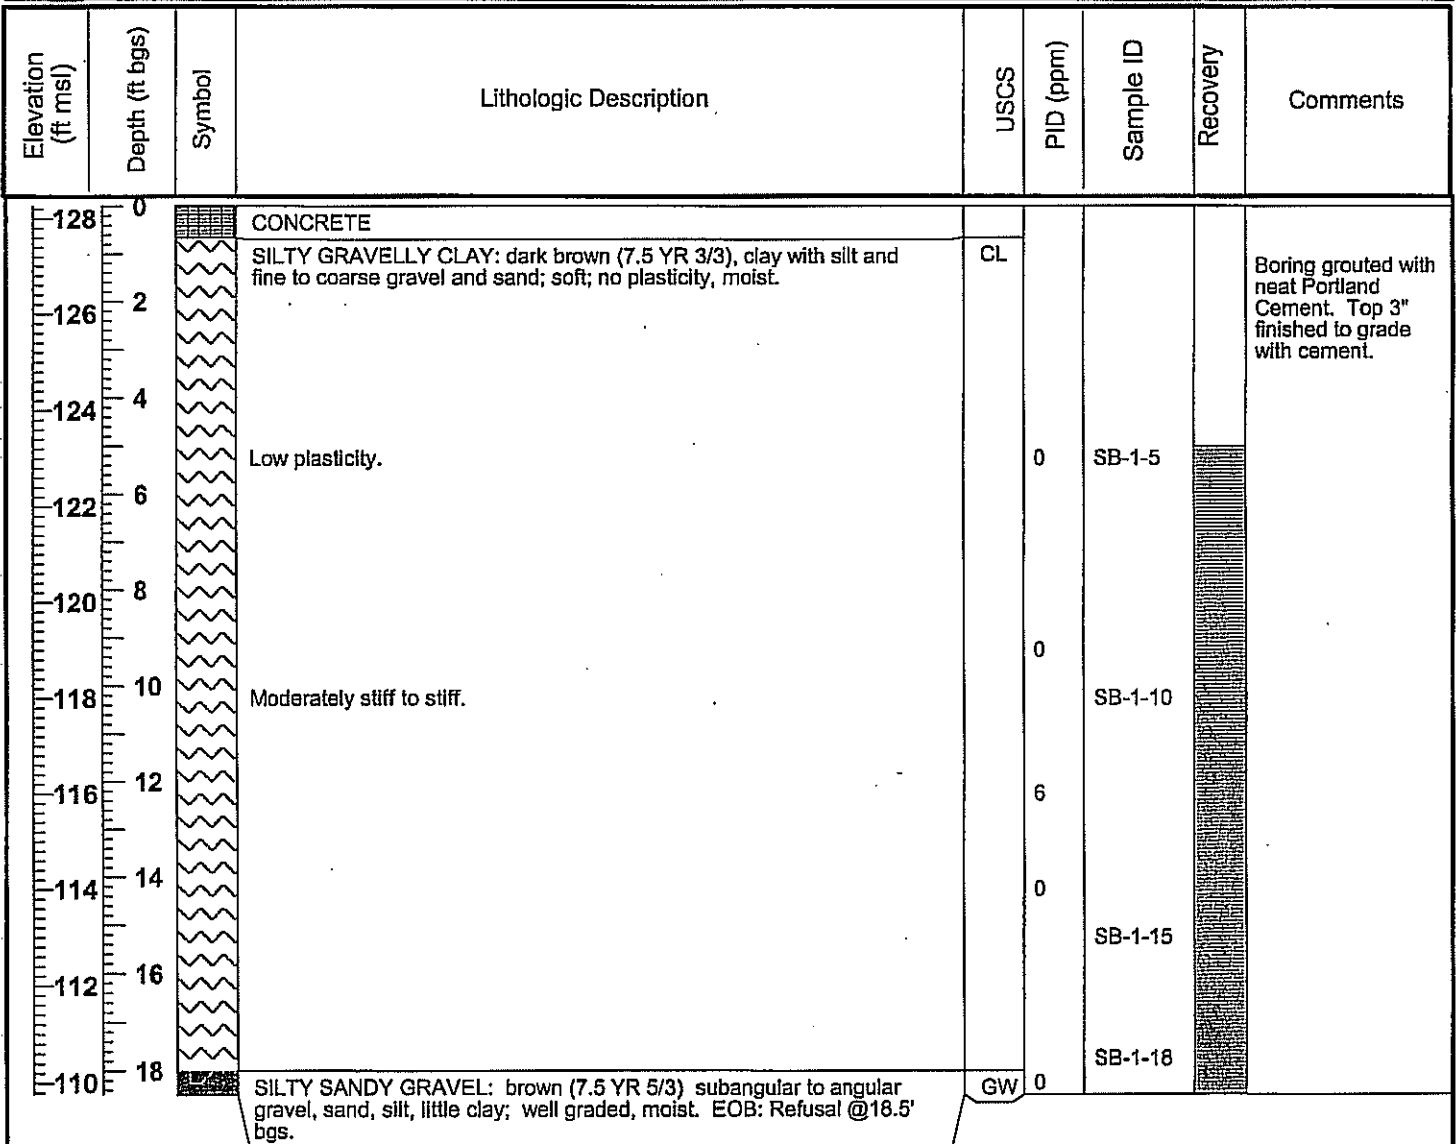 Elevation
(ft msl)
Depth (ft bgs)
Symbol
Lithologic Description
USCS
PID (ppm)
Sample ID
Recovery
Comments
128
0
CONCRETE
SILTY GRAVELLY CLAY: dark brown (7.5 YR 3/3), clay with silt and
fine to coarse gravel and sand; soft; no plasticity, moist.
CL
Boring grouted with
neat Portland
Cement. Top 3"
finished to grade
with cement.
126
2
124
4
Low plasticity.
0
SB-1-5
122
6
120
8
0
118
10
Moderately stiff to stiff.
SB-1-10
116
12
6
114
14
0
SB-1-15
112
16
SB-1-18
110
18
SILTY SANDY GRAVEL: brown (7.5 YR 5/3) subangular to angular
gravel, sand, silt, little clay; well graded, moist. EOB: Refusal @18.5'
bgs.
GW
0